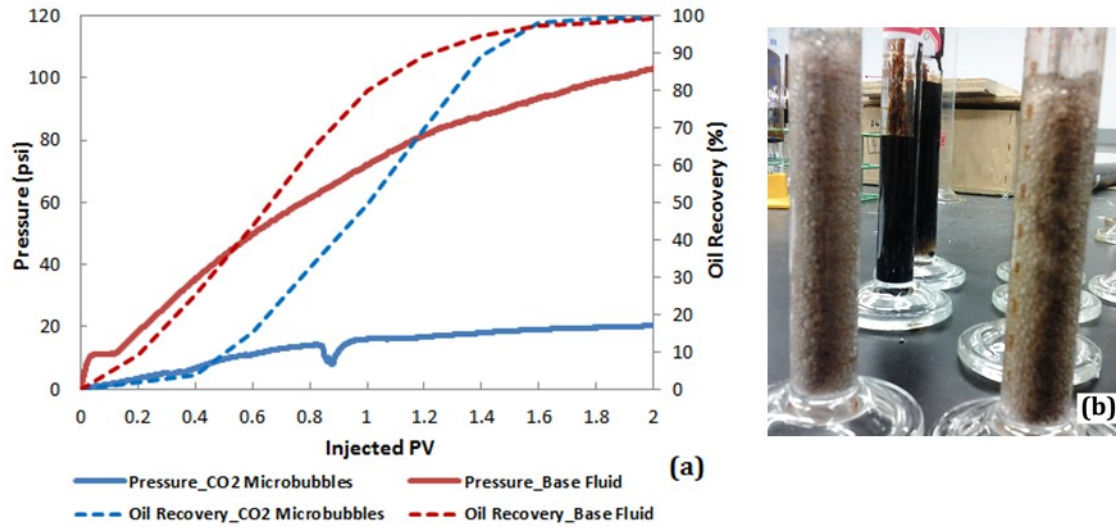 120
100
80
60
40
20
0
Pressure (psi)
100
90
80
70
60
50
40
30
20
10
0
Oil Recovery (%)
0 0.2 0.4 0.6 0.8 1 1.2 1.4 1.6 1.8 2
Injected PV
Pressure_CO2 Microbubbles Pressure_Base Fluid
Oil Recovery_CO2 Microbubbles Oil Recovery_Base Fluid
(a)
(b)